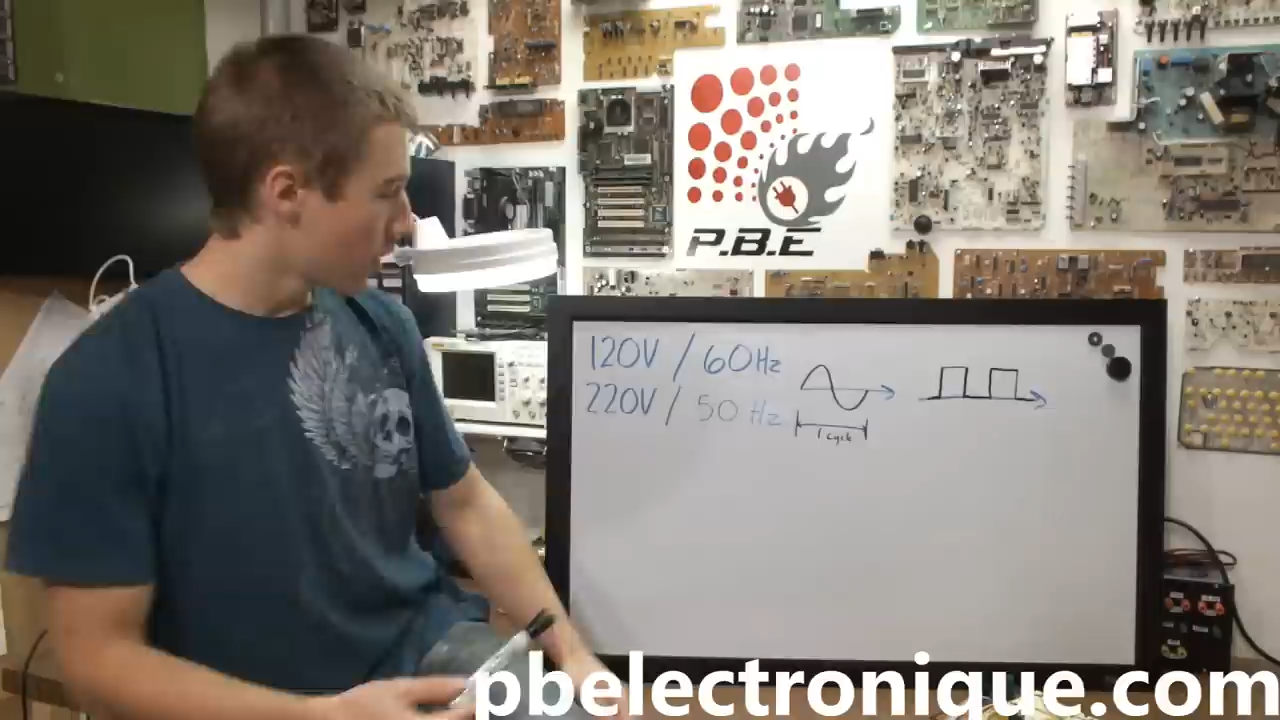 P.B.E
120V / 60Hz
220V / 50 Hz
1 cycle
pbelectronique.com